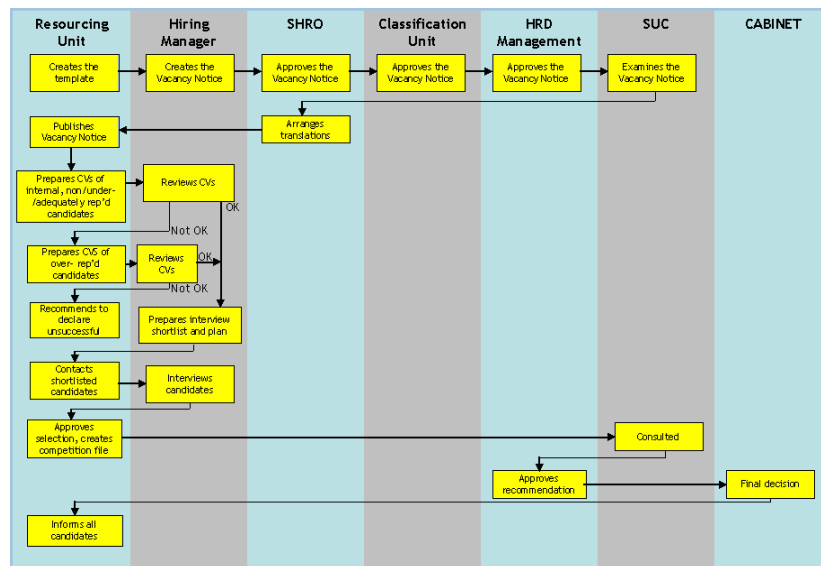 Resourcing
Unit
Hiring
Manager
SHRO
Classification
Unit
HRD
Management
SUC
CABINET
Creates the
template
Creates the
Vacancy Notice
Approves the
Vacancy Notice
Approves the
Vacancy Notice
Approves the
Vacancy Notice
Examines the
Vacancy Notice
Publishes
Vacancy Notice
Arranges
translations
Prepares CVs of
internal, non/under-
/adequately rep'd
candidates
Reviews CVs
OK
Not OK
Prepares CVS of
over- rep'd
candidates
Reviews
CVs
OK
Not OK
Recommends to
declare
unsuccessful
Prepares interview
shortlist and plan
Contacts
shortlisted
candidates
Interviews
candidates
Approves
selection, creates
competition file
Consulted
Approves
recommendation
Final decision
Informs all
candidates